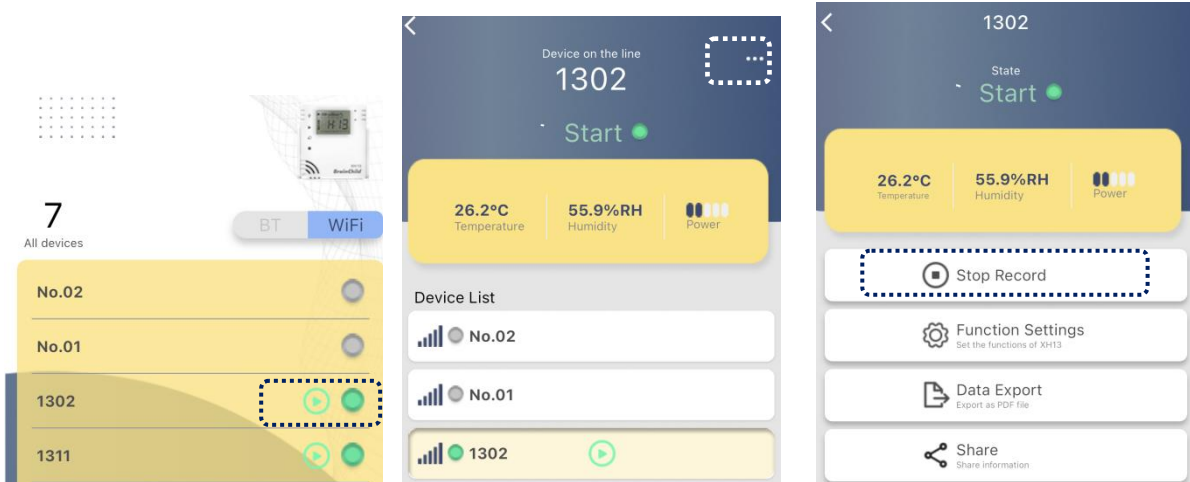 BrainChild
7
All devices
BT WiFi
No.02
No.01
1302
1311
Device on the line
1302
Start
26.2°C 55.9%RH
Temperature Humidity Power
Device List
No.02
No.01
1302
1302
State
Start
26.2°C 55.9%RH
Temperature Humidity Power
Stop Record
Function Settings
Set the functions of XH13
Data Export
Export as PDF file
Share
Share information